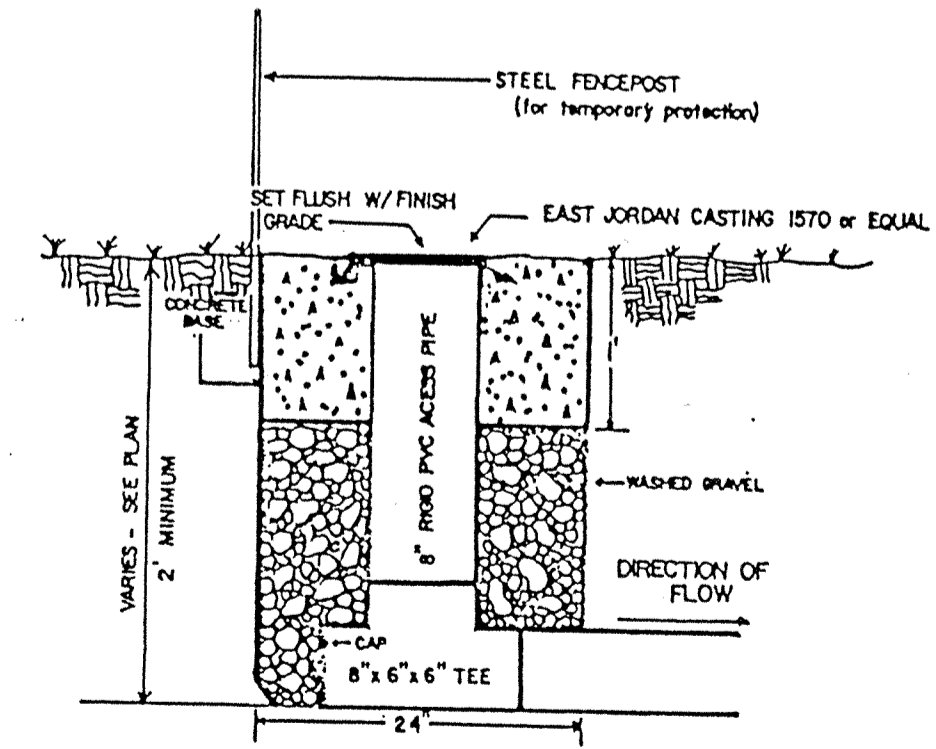 STEEL FENCEPOST
(for temporary protection)
SET FLUSH W/FINISH
GRADE
EAST JORDAN CASTING 1570 or EQUAL
CONCRETE
BASE
1'
8" RIGID PVC ACESS PIPE
VARIES - SEE PLAN
2' MINIMUM
WASHED GRAVEL
DIRECTION OF
FLOW
CAP
8"x 6"x 6" TEE
24"